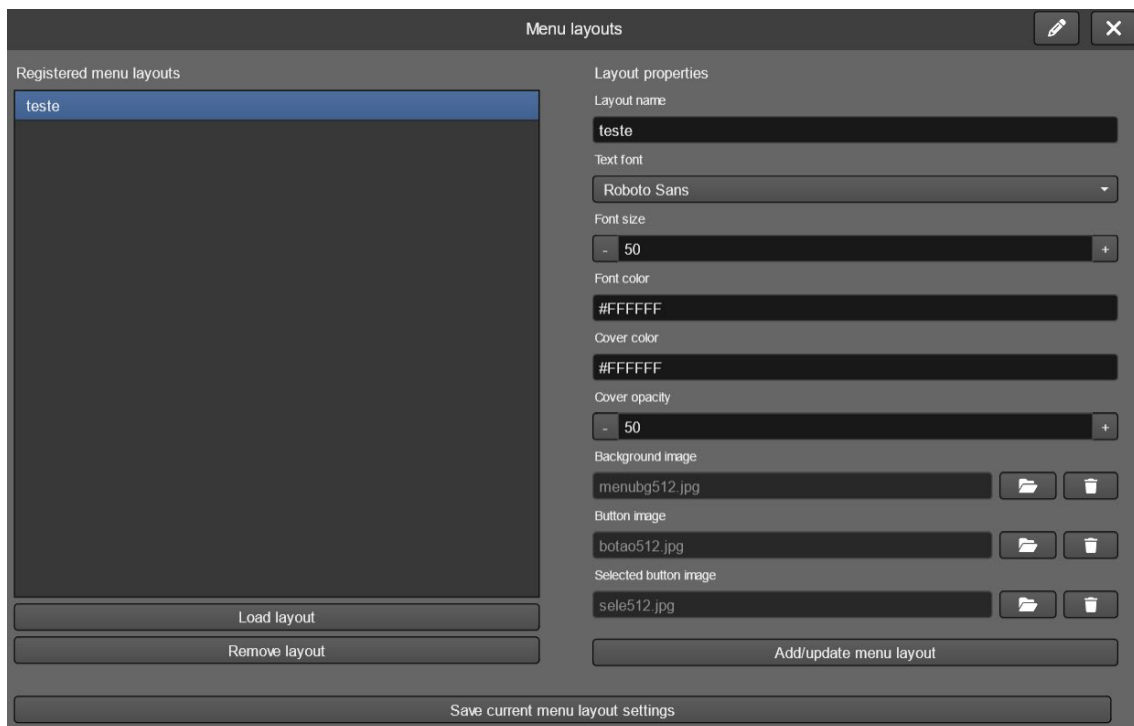 Menu layouts
Registered menu layouts
teste
Load layout
Remove layout
Layout properties
Layout name
teste
Text font
Roboto Sans
Font size
- 50 +
Font color
#FFFFFF
Cover color
#FFFFFF
Cover opacity
- 50 +
Background image
menubg512.jpg
Button image
botao512.jpg
Selected button image
sele512.jpg
Add/update menu layout
Save current menu layout settings